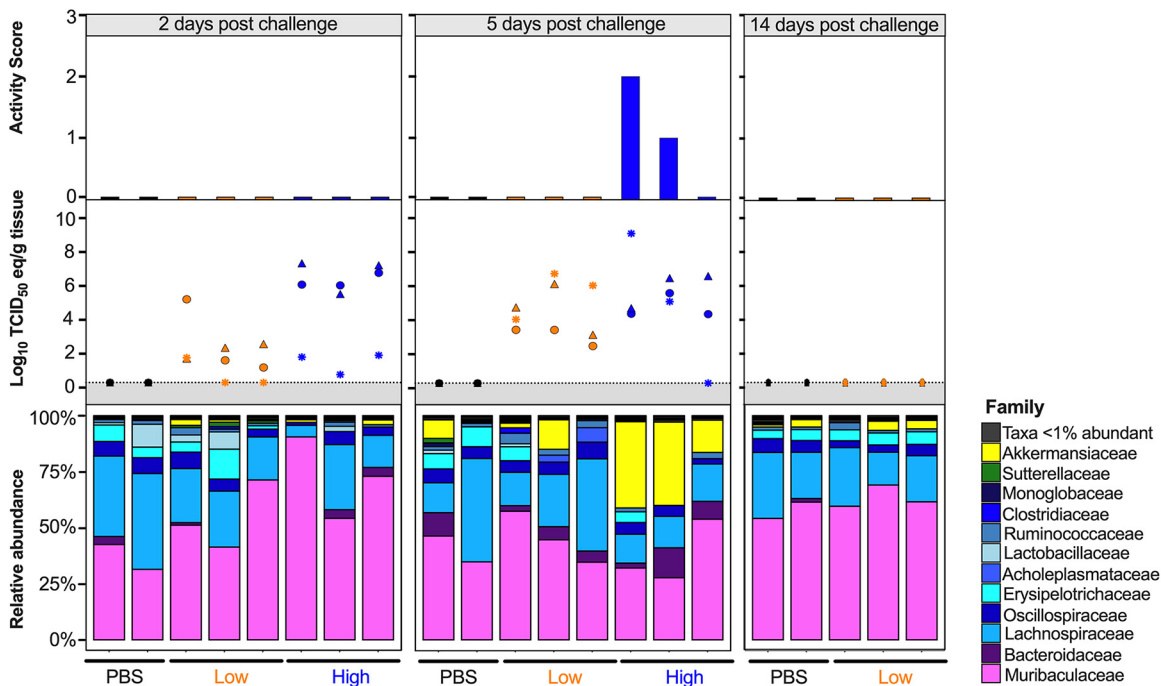 2 days post challenge
5 days post challenge
14 days post challenge
Activity Score
3
2
1
0
Log10 TCID50 eq/g tissue
10
8
6
4
2
0
Relative abundance
100%
75%
50%
25%
0%
PBS
Low
High
PBS
Low
High
PBS
Low
Family
Taxa <1% abundant
Akkermansiaceae
Sutterellaceae
Monoglobaceae
Clostridiaceae
Ruminococcaceae
Lactobacillaceae
Acholeplasmataceae
Erysipelotrichaceae
Oscillospiraceae
Lachnospiraceae
Bacteroidaceae
Muribaculaceae